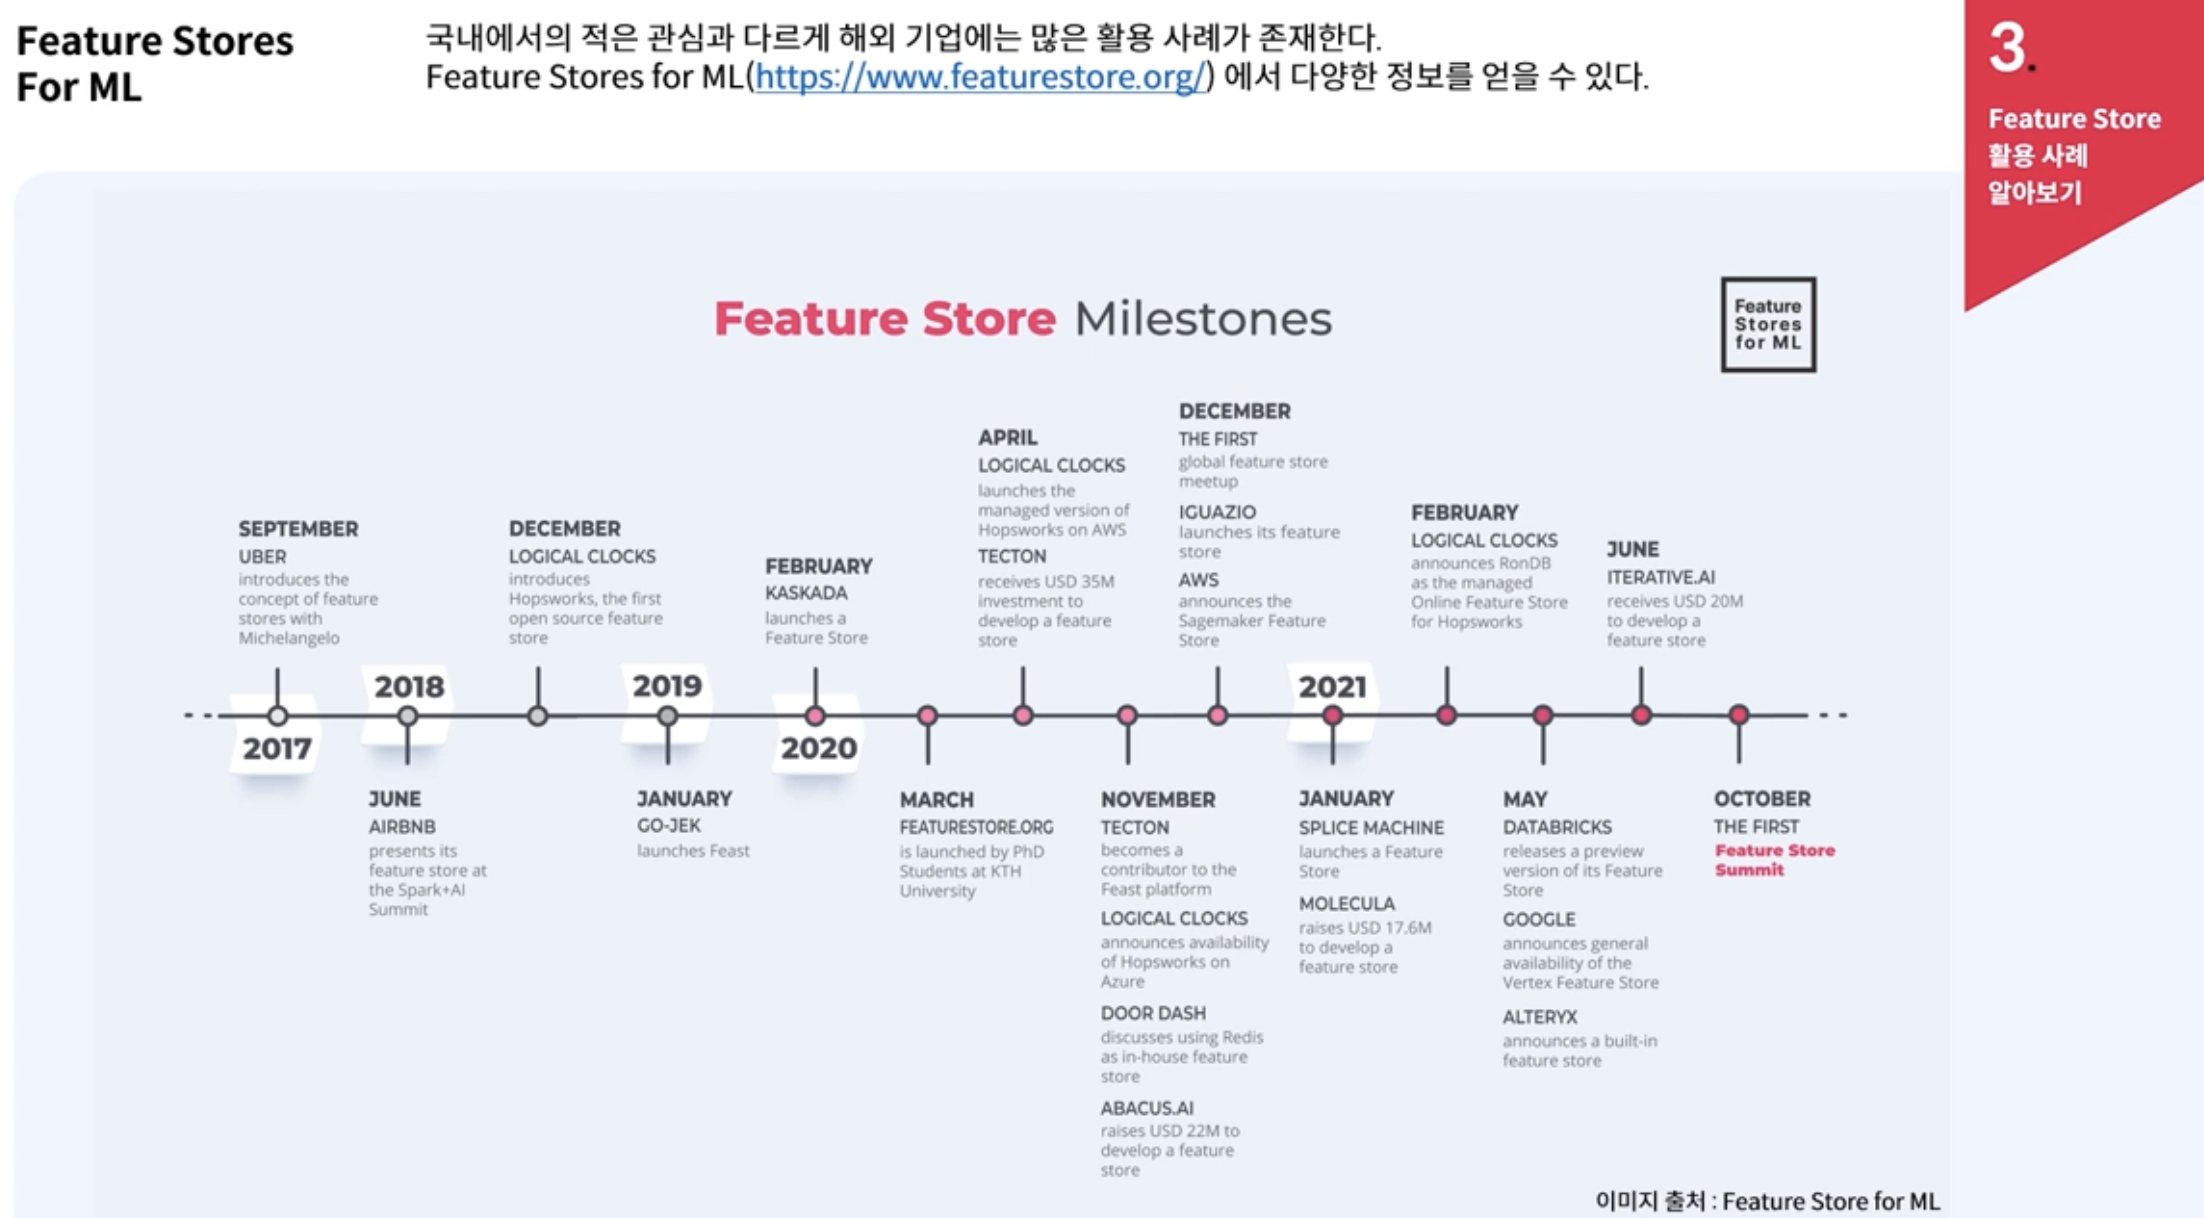 Feature Stores
For ML
국내에서의 적은 관심과 다르게 해외 기업에는 많은 활용 사례가 존재한다.
Feature Stores for ML(https://www.featurestore.org/) 에서 다양한 정보를 얻을 수 있다.
3.
Feature Store
활용 사례
알아보기
Feature Store Milestones
Feature
Stores
for ML
SEPTEMBER
UBER
introduces the
concept of feature
stores with
Michelangelo
2017
2018
JUNE
AIRBNB
presents its
feature store at
the Spark+AI
Summit
DECEMBER
LOGICAL CLOCKS
introduces
Hopsworks, the first
open source feature
store
2019
JANUARY
GO-JEK
launches Feast
FEBRUARY
KASKADA
launches a
Feature Store
2020
MARCH
FEATURESTORE.ORG
is launched by PhD
Students at KTH
University
APRIL
LOGICAL CLOCKS
launches the
managed version of
Hopsworks on AWS
TECTON
receives USD 35M
investment to
develop a feature
store
NOVEMBER
TECTON
becomes a
contributor to the
Feast platform
LOGICAL CLOCKS
announces availability
of Hopsworks on
Azure
DOOR DASH
discusses using Redis
as in-house feature
store
ABACUS.AI
raises USD 22M to
develop a feature
store
DECEMBER
THE FIRST
global feature store
meetup
IGUAZIO
launches its feature
store
AWS
announces the
Sagemaker Feature
Store
2021
JANUARY
SPLICE MACHINE
launches a Feature
Store
MOLECULA
raises USD 17.6M
to develop a
feature store
FEBRUARY
LOGICAL CLOCKS
announces RonDB
as the managed
Online Feature Store
for Hopsworks
MAY
DATABRICKS
releases a preview
version of its Feature
Store
GOOGLE
announces general
availability of the
Vertex Feature Store
ALTERYX
announces a built-in
feature store
JUNE
ITERATIVE.AI
receives USD 20M
to develop a
feature store
OCTOBER
THE FIRST
Feature Store
Summit
이미지 출처 : Feature Store for ML